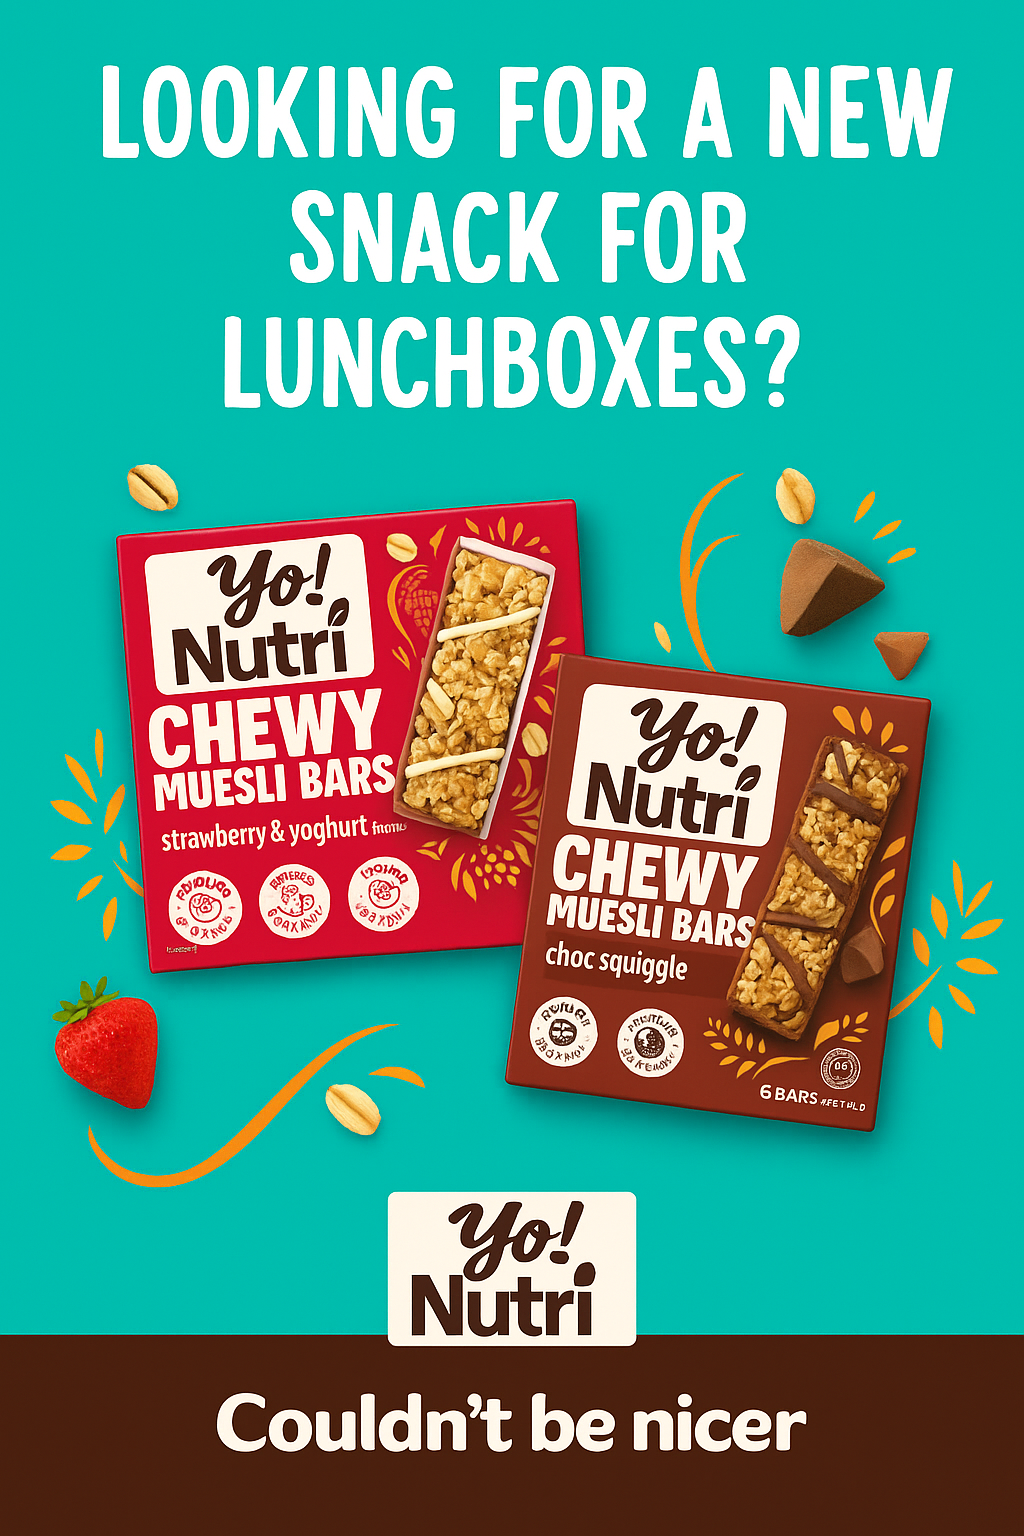 LOOKING FOR A NEW
SNACK FOR
LUNCHBOXES?
Yo!
Nutri
CHEWY
MUESLI BARS
strawberry & yoghurt
Yo!
Nutri
CHEWY
MUESLI BARS
choc squiggle
06
6 BARS
Yo!
Nutri
Couldn't be nicer